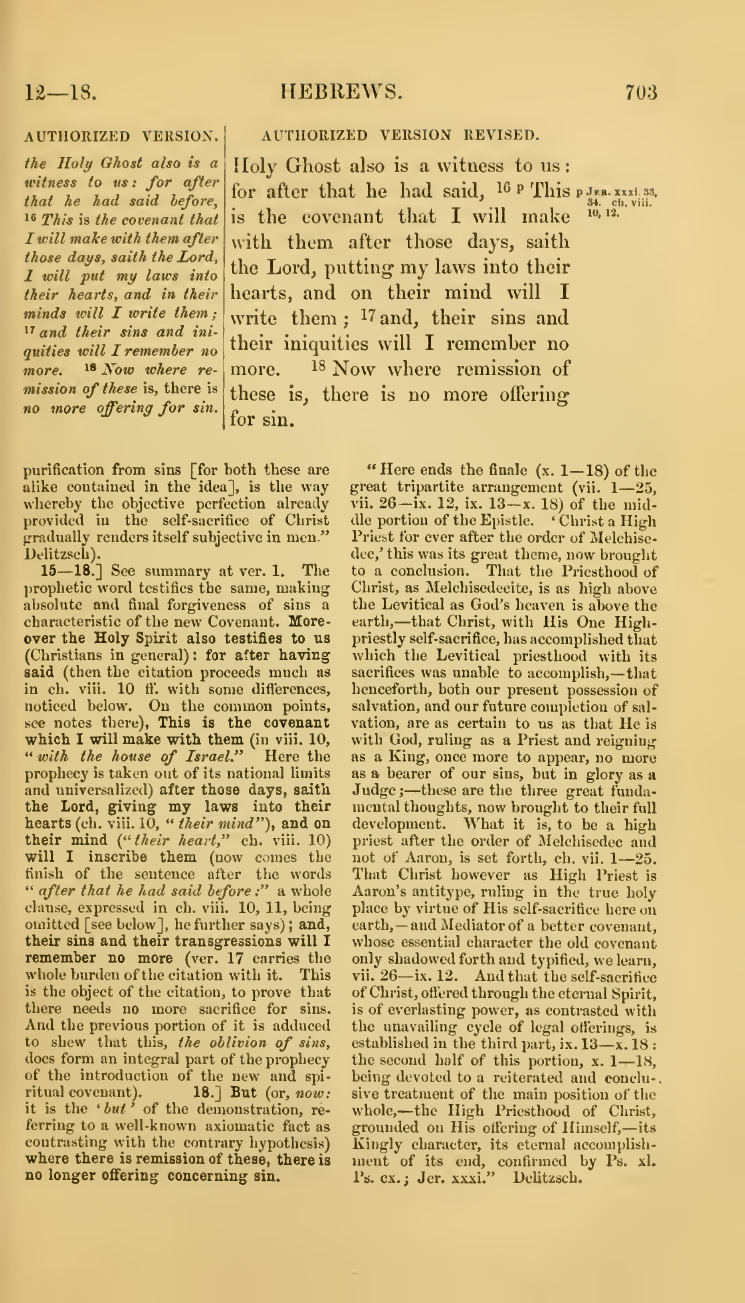 12—18.
HEBREWS.
703
AUTHORIZED VERSION.
the Holy Ghost also is a
witness to us: for after
that he had said before,
16 This is the covenant that
I will make with them after
those days, saith the Lord,
I will put my laws into
their hearts, and in their
minds will I write them;
17 and their sins and ini-
quities will I remember no
more. 18 Now where re-
mission of these is, there is
no more offering for sin.
AUTHORIZED VERSION REVISED.
Holy Ghost also is a witness to us:
for after that he had said, 16 p This
is the covenant that I will make
with them after those days, saith
the Lord, putting my laws into their
hearts, and on their mind will I
write them; 17 and, their sins and
their iniquities will I remember no
more. 18 Now where remission of
these is, there is no more offering
for sin.
p JER. xxxi. 33,
34. ch. viii.
10, 12.
purification from sins [for both these are
alike contained in the idea], is the way
whereby the objective perfection already
provided in the self-sacrifice of Christ
gradually renders itself subjective in men.”
Delitzsch).
15—18.] See summary at ver. 1. The
prophetic word testifies the same, making
absolute and final forgiveness of sins a
characteristic of the new Covenant. More-
over the Holy Spirit also testifies to us
(Christians in general): for after having
said (then the citation proceeds much as
in ch. viii. 10 ff. with some differences,
noticed below. On the common points,
see notes there), This is the covenant
which I will make with them (in viii. 10,
“with the house of Israel.” Here the
prophecy is taken out of its national limits
and universalized) after those days, saith
the Lord, giving my laws into their
hearts (ch. viii. 10, “their mind”), and on
their mind (“their heart,” ch. viii. 10)
will I inscribe them (now comes the
finish of the sentence after the words
“after that he had said before:” a whole
clause, expressed in ch. viii. 10, 11, being
omitted [see below], he further says); and,
their sins and their transgressions will I
remember no more (ver. 17 carries the
whole burden of the citation with it. This
is the object of the citation, to prove that
there needs no more sacrifice for sins.
And the previous portion of it is adduced
to shew that this, the oblivion of sins,
does form an integral part of the prophecy
of the introduction of the new and spi-
ritual covenant). 18.] But (or, now:
it is the ‘but’ of the demonstration, re-
ferring to a well-known axiomatic fact as
contrasting with the contrary hypothesis)
where there is remission of these, there is
no longer offering concerning sin.
“Here ends the finale (x. 1—18) of the
great tripartite arrangement (vii. 1—25,
vii. 26—ix. 12, ix. 13—x. 18) of the mid-
dle portion of the Epistle. ‘Christ a High
Priest for ever after the order of Melchise-
dec,’ this was its great theme, now brought
to a conclusion. That the Priesthood of
Christ, as Melchisedecite, is as high above
the Levitical as God’s heaven is above the
earth,—that Christ, with His One High-
priestly self-sacrifice, has accomplished that
which the Levitical priesthood with its
sacrifices was unable to accomplish,—that
henceforth, both our present possession of
salvation, and our future completion of sal-
vation, are as certain to us as that He is
with God, ruling as a Priest and reigning
as a King, once more to appear, no more
as a bearer of our sins, but in glory as a
Judge;—these are the three great funda-
mental thoughts, now brought to their full
development. What it is, to be a high
priest after the order of Melchisedec and
not of Aaron, is set forth, ch. vii. 1—25.
That Christ however as High Priest is
Aaron’s antitype, ruling in the true holy
place by virtue of His self-sacrifice here on
earth,—and Mediator of a better covenant,
whose essential character the old covenant
only shadowed forth and typified, we learn,
vii. 26—ix. 12. And that the self-sacrifice
of Christ, offered through the eternal Spirit,
is of everlasting power, as contrasted with
the unavailing cycle of legal offerings, is
established in the third part, ix. 13—x. 18:
the second half of this portion, x. 1—18,
being devoted to a reiterated and conclu-
sive treatment of the main position of the
whole,—the High Priesthood of Christ,
grounded on His offering of Himself,—its
Kingly character, its eternal accomplish-
ment of its end, confirmed by Ps. xl.
Ps. cx.; Jer. xxxi.” Delitzsch.